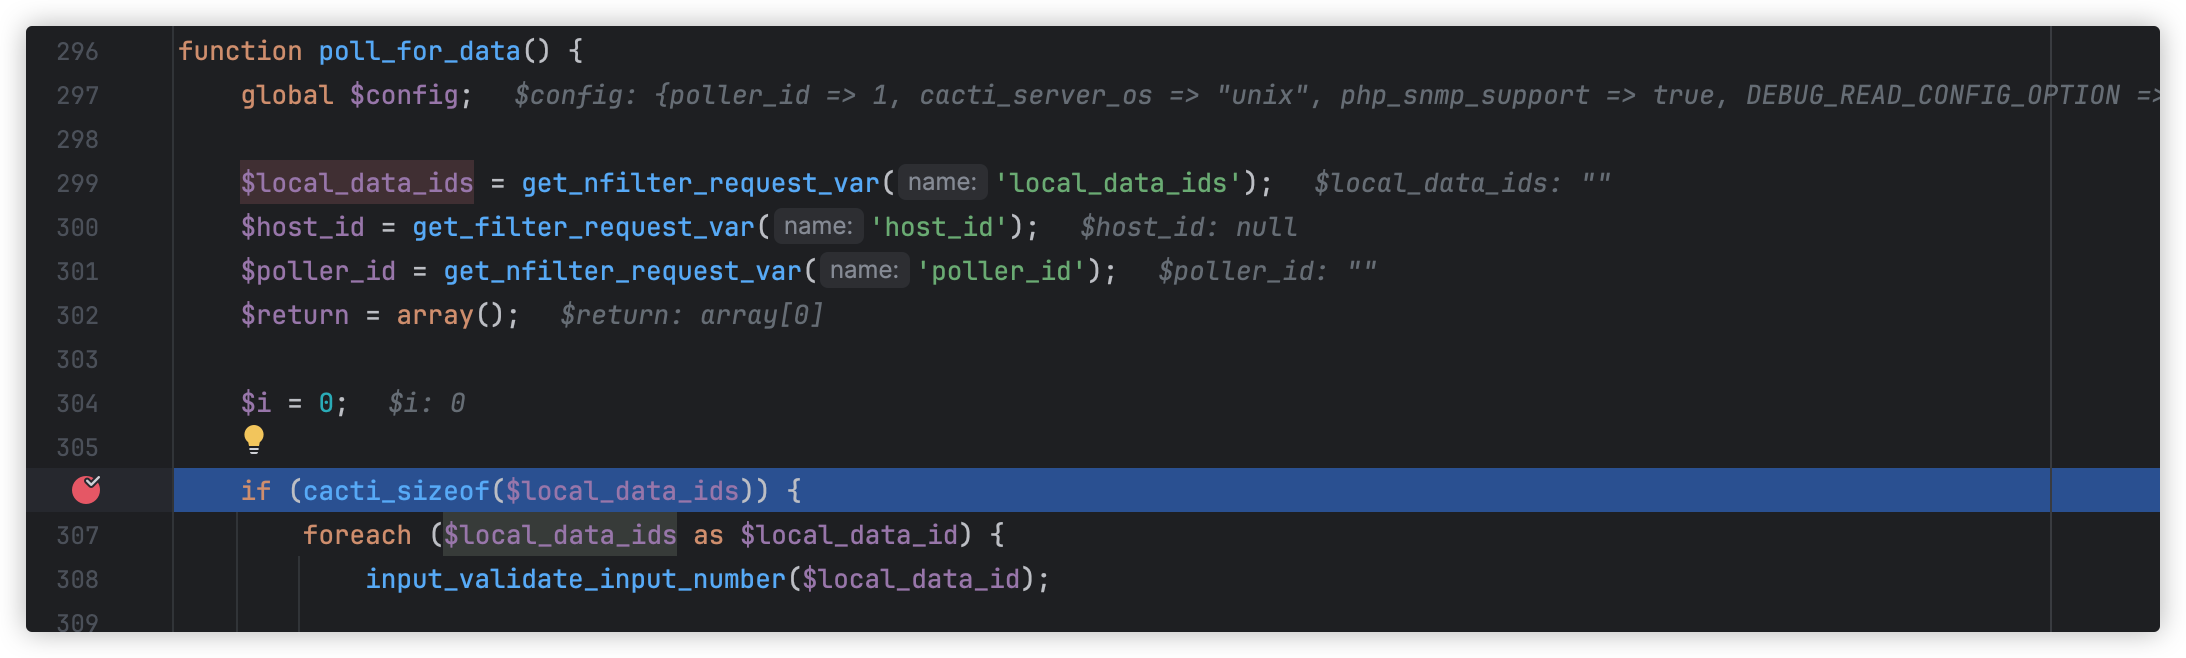 296 function poll_for_data() {
297 global $config; $config: {poller_id => 1, cacti_server_os => "unix", php_snmp_support => true, DEBUG_READ_CONFIG_OPTION =>
298
299 $local_data_ids = get_nfilter_request_var( name: 'local_data_ids'); $local_data_ids: ""
300 $host_id = get_filter_request_var( name: 'host_id'); $host_id: null
301 $poller_id = get_nfilter_request_var( name: 'poller_id'); $poller_id: ""
302 $return = array(); $return: array[0]
303
304 $i = 0; $i: 0
305
if (cacti_sizeof($local_data_ids)) {
307 foreach ($local_data_ids as $local_data_id) {
308 input_validate_input_number($local_data_id);
309